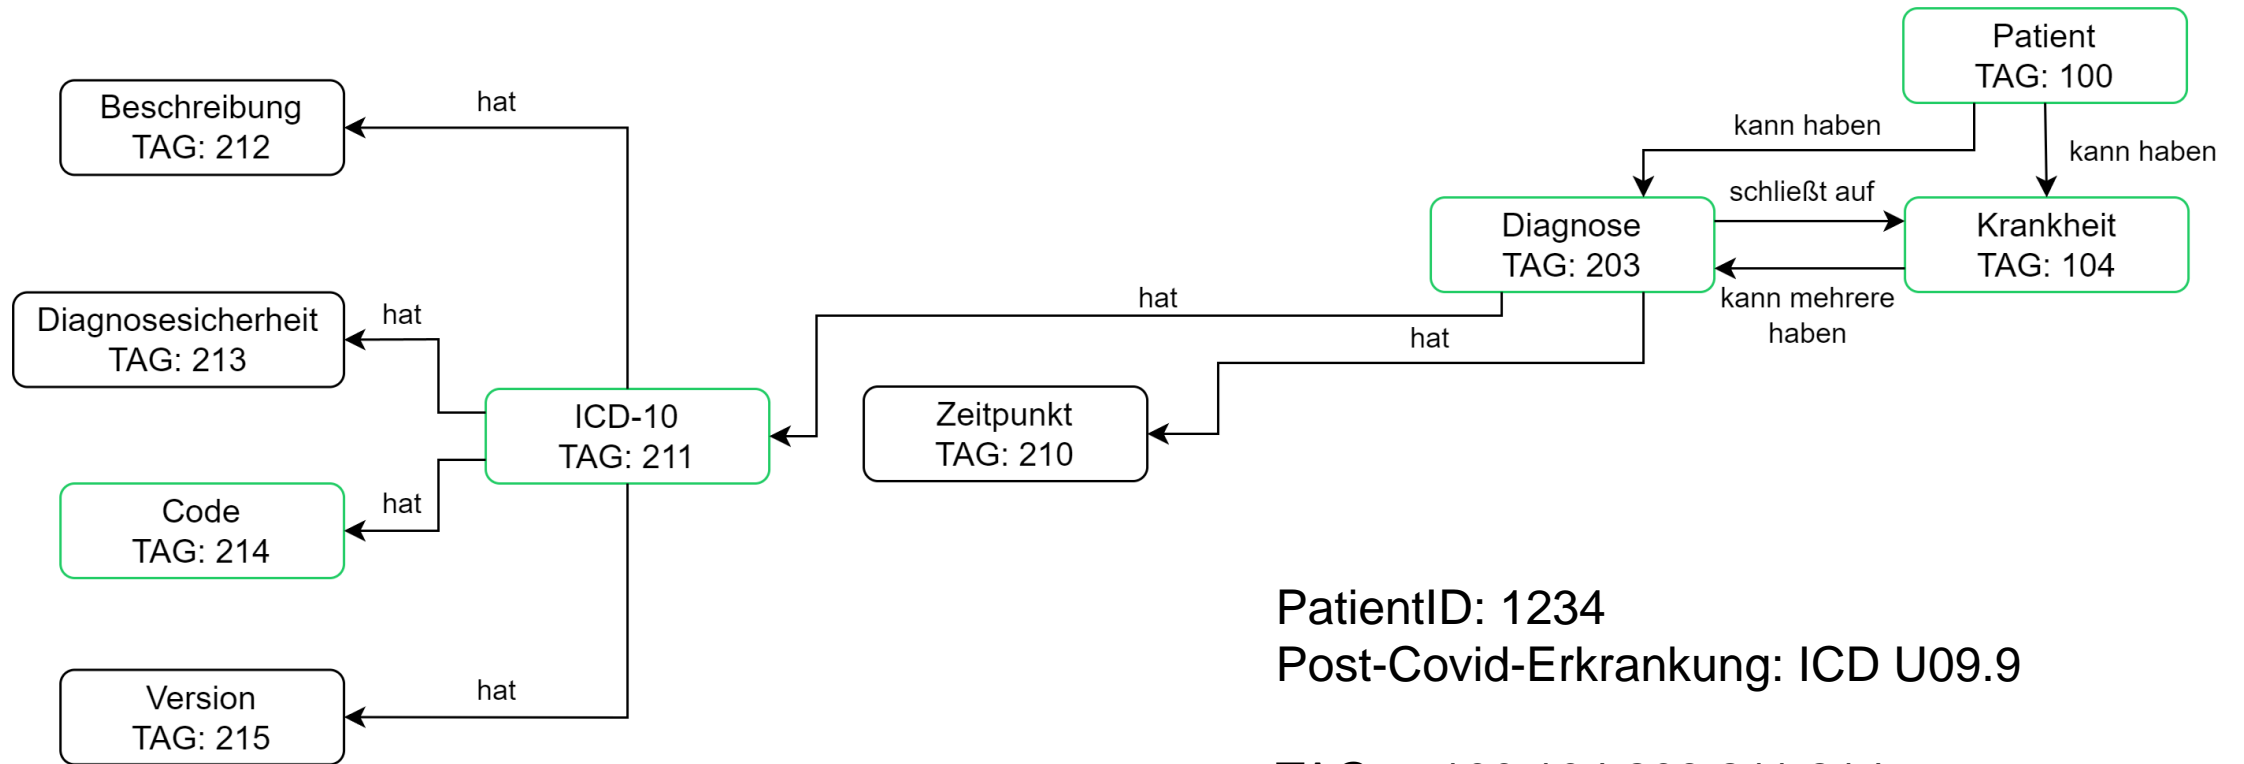 Patient
TAG: 100
Beschreibung
TAG: 212
hat
kann haben
kann haben
schließt auf
Diagnose
TAG: 203
Krankheit
TAG: 104
kann mehrere
haben
hat
hat
Diagnosesicherheit
TAG: 213
hat
ICD-10
TAG: 211
Zeitpunkt
TAG: 210
hat
Code
TAG: 214
hat
Version
TAG: 215
PatientID: 1234
Post-Covid-Erkrankung: ICD U09.9